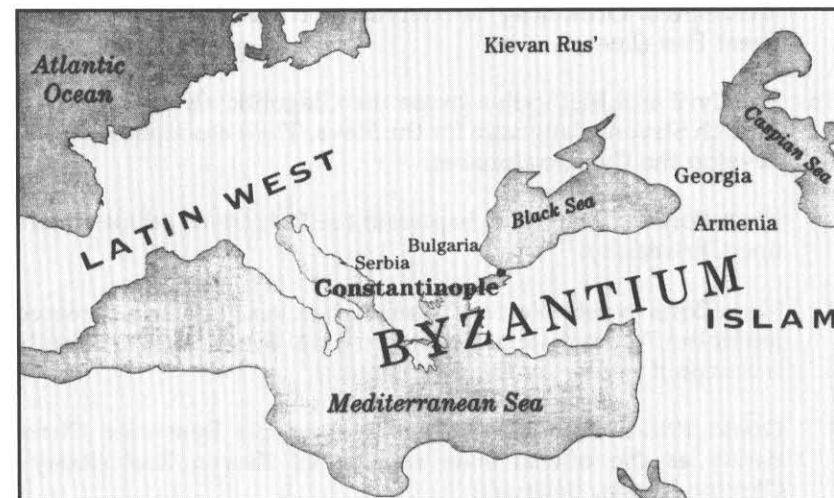 Atlantic
Ocean
Kievan Rus'
Caspian Sea
LATIN WEST
Georgia
Black Sea
Armenia
Bulgaria
Serbia
Constantinople
BYZANTIUM
ISLAM
Mediterranean Sea